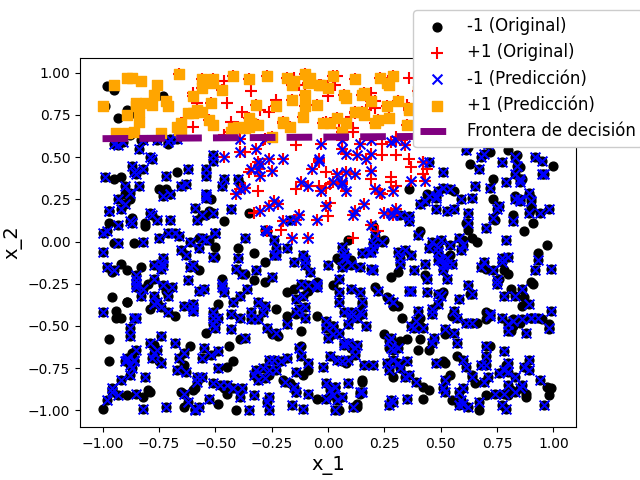 -1 (Original)
+1 (Original)
-1 (Predicción)
+1 (Predicción)
Frontera de decisión
1.00
0.75
0.50
0.25
0.00
−0.25
−0.50
−0.75
−1.00
x_2
−1.00 −0.75 −0.50 −0.25 0.00 0.25 0.50 0.75 1.00
x_1